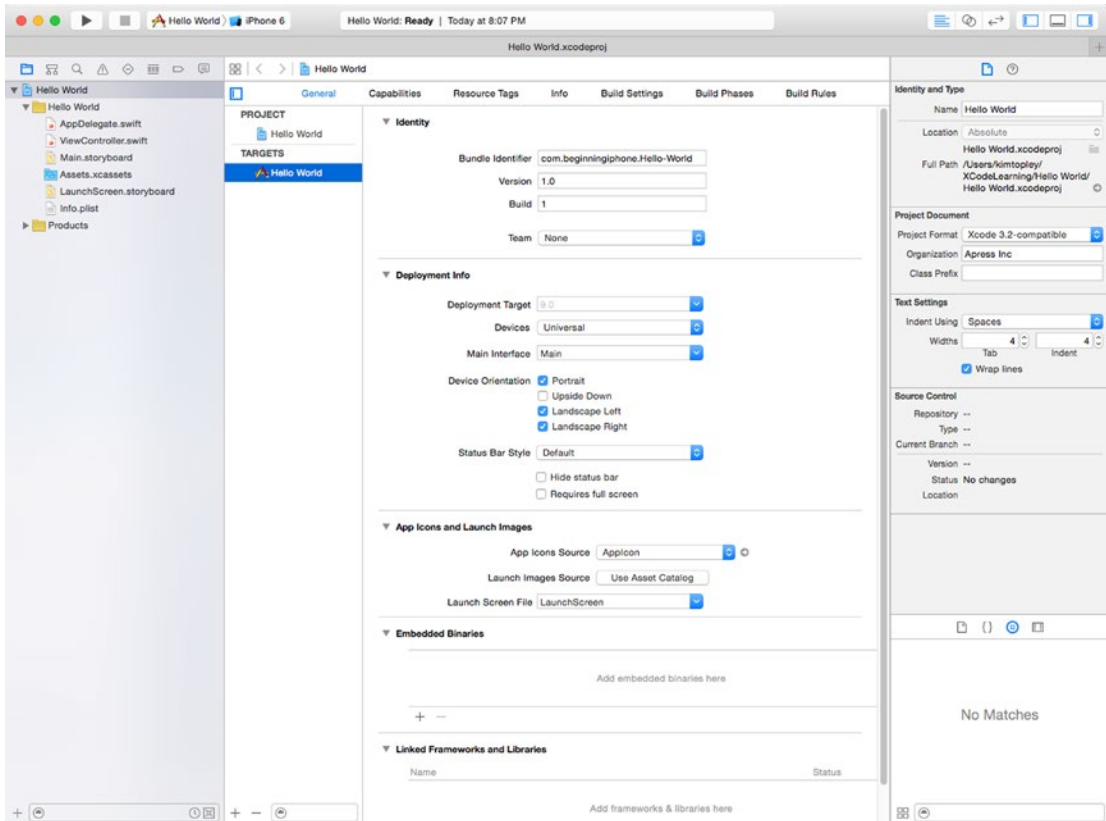 Hello World
iPhone 6
Hello World: Ready | Today at 8:07 PM
Hello World.xcodeproj
Hello World
Hello World
Hello World
AppDelegate.swift
ViewController.swift
Main.storyboard
Assets.xcassets
LaunchScreen.storyboard
Info.plist
Products
General Capabilities Resource Tags Info Build Settings Build Phases Build Rules
PROJECT
Hello World
TARGETS
Hello World
Identity
Bundle Identifier com.beginningiphone.Hello-World
Version 1.0
Build 1
Team None
Deployment Info
Deployment Target 9.0
Devices Universal
Main Interface Main
Device Orientation Portrait
Upside Down
Landscape Left
Landscape Right
Status Bar Style Default
Hide status bar
Requires full screen
App Icons and Launch Images
App Icons Source AppIcon
Launch Images Source Use Asset Catalog
Launch Screen File LaunchScreen
Embedded Binaries
Add embedded binaries here
Linked Frameworks and Libraries
Name Status
Add frameworks & libraries here
Identity and Type
Name Hello World
Location Absolute
Hello World.xcodeproj
Full Path /Users/kimtopley/
XCodeLearning/Hello World/
Hello World.xcodeproj
Project Document
Project Format Xcode 3.2-compatible
Organization Apress Inc
Class Prefix
Text Settings
Indent Using Spaces
Widths 4 4
Tab Indent
Wrap lines
Source Control
Repository --
Type --
Current Branch --
Version --
Status No changes
Location
No Matches